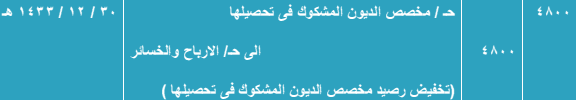 ٤٨٠٠ حـ / مخصص الديون المشكوك فى تحصيلها ٣٠ / ١٢ / ١٤٣٣ هـ
٤٨٠٠ الى حـ/ الارباح والخسائر
(تخفيض رصيد مخصص الديون المشكوك فى تحصيلها )